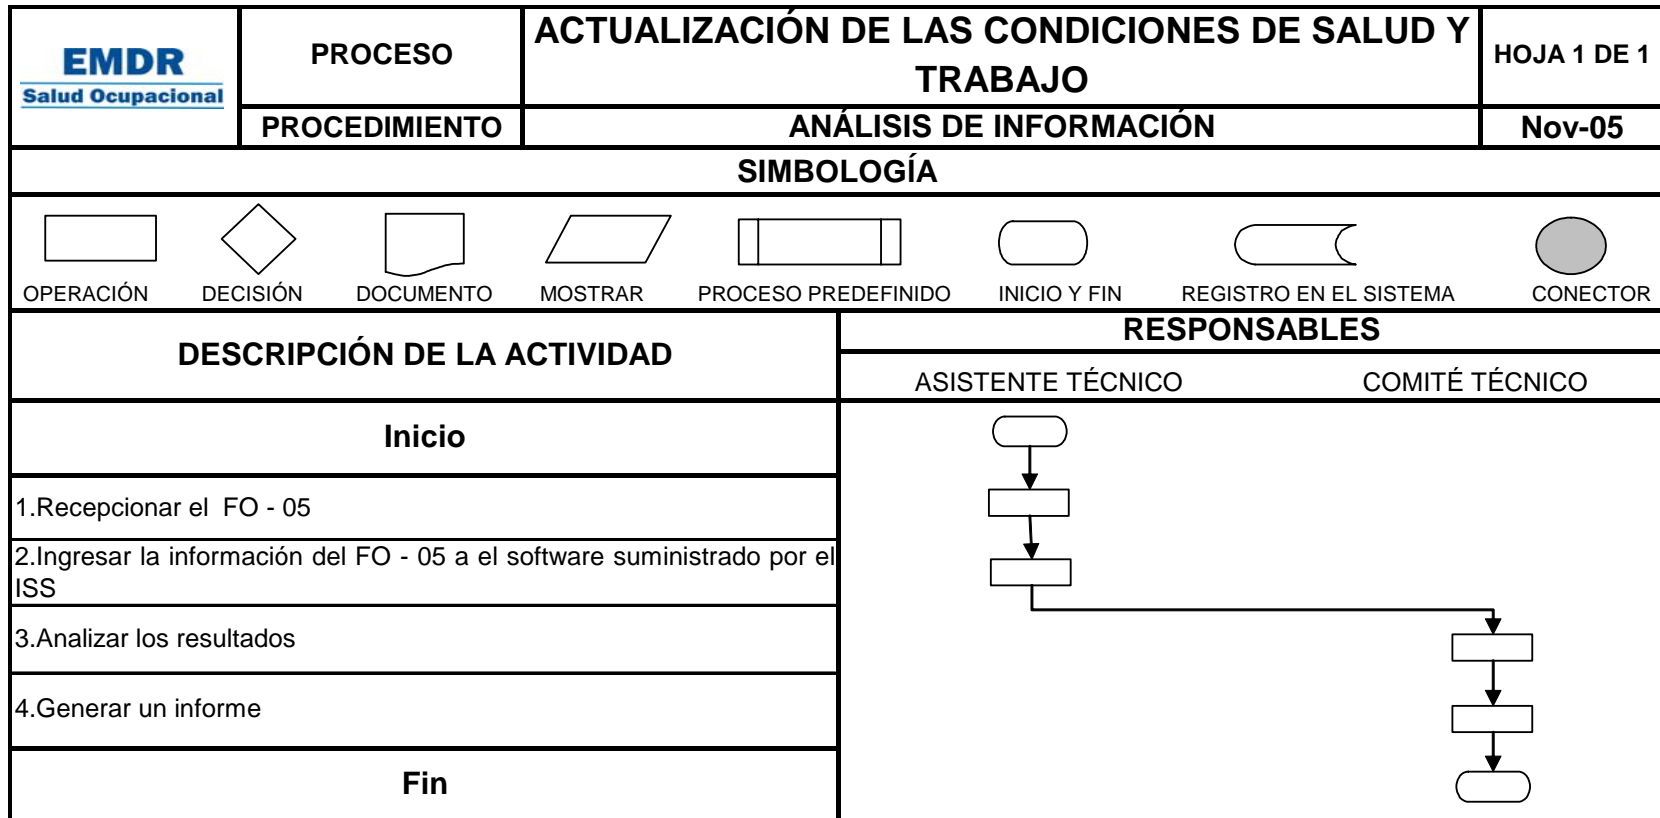 EMDR
Salud Ocupacional
PROCESO
ACTUALIZACIÓN DE LAS CONDICIONES DE SALUD Y
TRABAJO
HOJA 1 DE 1
PROCEDIMIENTO
ANÁLISIS DE INFORMACIÓN
Nov-05
SIMBOLOGÍA
OPERACIÓN
DECISIÓN
DOCUMENTO
MOSTRAR
PROCESO PREDEFINIDO
INICIO Y FIN
REGISTRO EN EL SISTEMA
CONECTOR
DESCRIPCIÓN DE LA ACTIVIDAD
RESPONSABLES
ASISTENTE TÉCNICO
COMITÉ TÉCNICO
Inicio
1.Recepcionar el  FO - 05
2.Ingresar la información del FO - 05 a el software suministrado por el
ISS
3.Analizar los resultados
4.Generar un informe
Fin